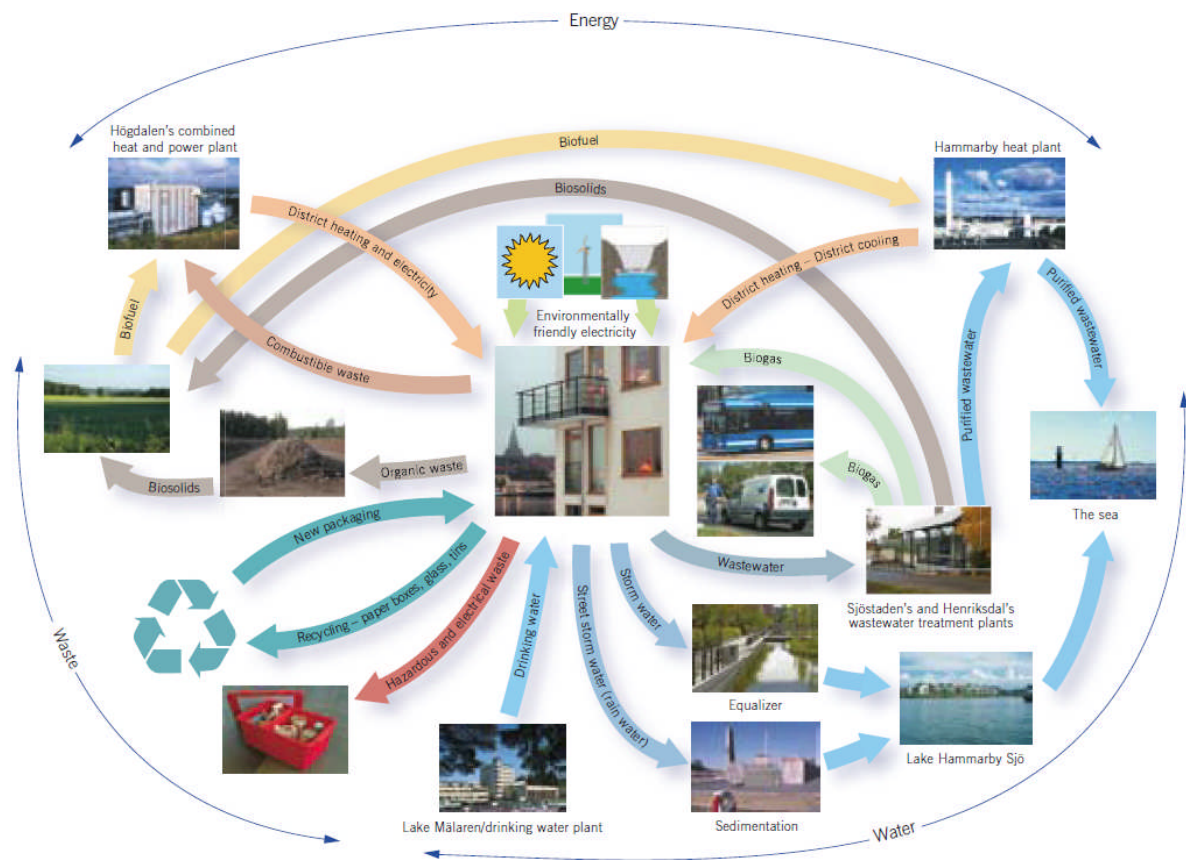 Energy
Högdalen's combined
heat and power plant
Hammarby heat plant
Biofuel
Biosolids
District heating and electricity
District heating – District cooling
Environmentally
friendly electricity
Biofuel
Combustible waste
Biogas
Purified wastewater
Purified wastewater
Organic waste
Biosolids
Biogas
New packaging
The sea
Wastewater
Recycling – paper boxes, glass, tins
Hazardous and electrical waste
Drinking water
Street storm water (rain water)
Storm water
Sjöstaden's and Henriksdal's
wastewater treatment plants
Waste
Equalizer
Lake Hammarby Sjö
Lake Mälaren/drinking water plant
Sedimentation
Water